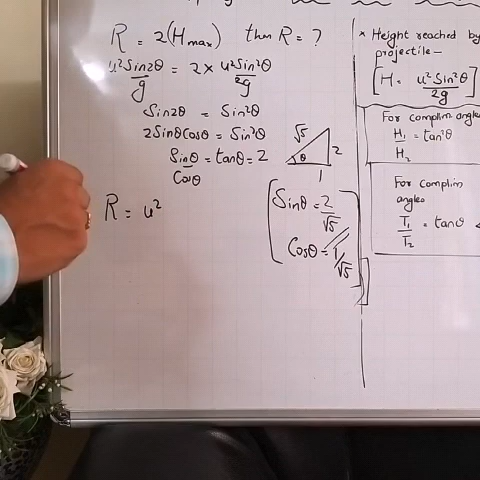 R = 2(Hmax) then R = ?
u²Sin2θ/g = 2 × u²Sin²θ/2g
Sin2θ = Sin²θ
2SinθCosθ = Sin²θ
Sinθ/Cosθ = tanθ = 2
√5
θ
2
1
R = u²
Sinθ = 2/√5
Cosθ = 1/√5
* Height reached by
projectile –
[H = u²Sin²θ/2g]
For complim angles
H₁/H₂ = tan²θ
For complim
angles
T₁/T₂ = tanθ